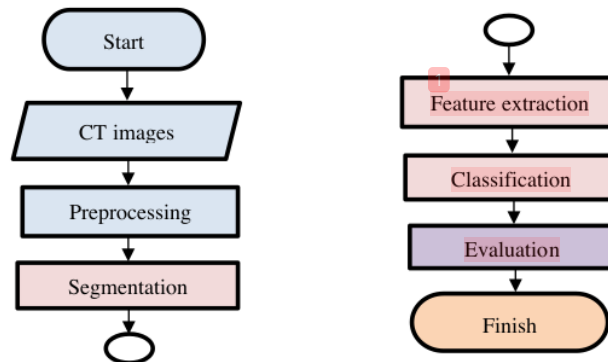 Start
CT images
Preprocessing
Segmentation
1
Feature extraction
Classification
Evaluation
Finish